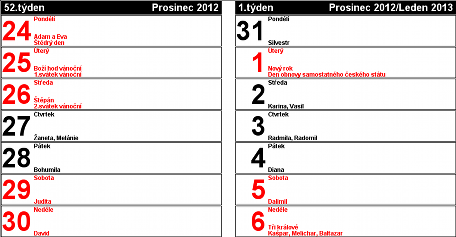 52.týden Prosinec 2012
24 Pondělí
Adam a Eva
Štědrý den
25 Úterý
Boží hod vánoční
1.svátek vánoční
26 Středa
Štěpán
2.svátek vánoční
27 Čtvrtek
Žaneta, Melánie
28 Pátek
Bohumila
29 Sobota
Judita
30 Neděle
David
1.týden Prosinec 2012/Leden 2013
31 Pondělí
Silvestr
1 Úterý
Nový rok
Den obnovy samostatného českého státu
2 Středa
Karina, Vasil
3 Čtvrtek
Radmila, Radomil
4 Pátek
Diana
5 Sobota
Dalimil
6 Neděle
Tři králové
Kašpar, Melichar, Baltazar